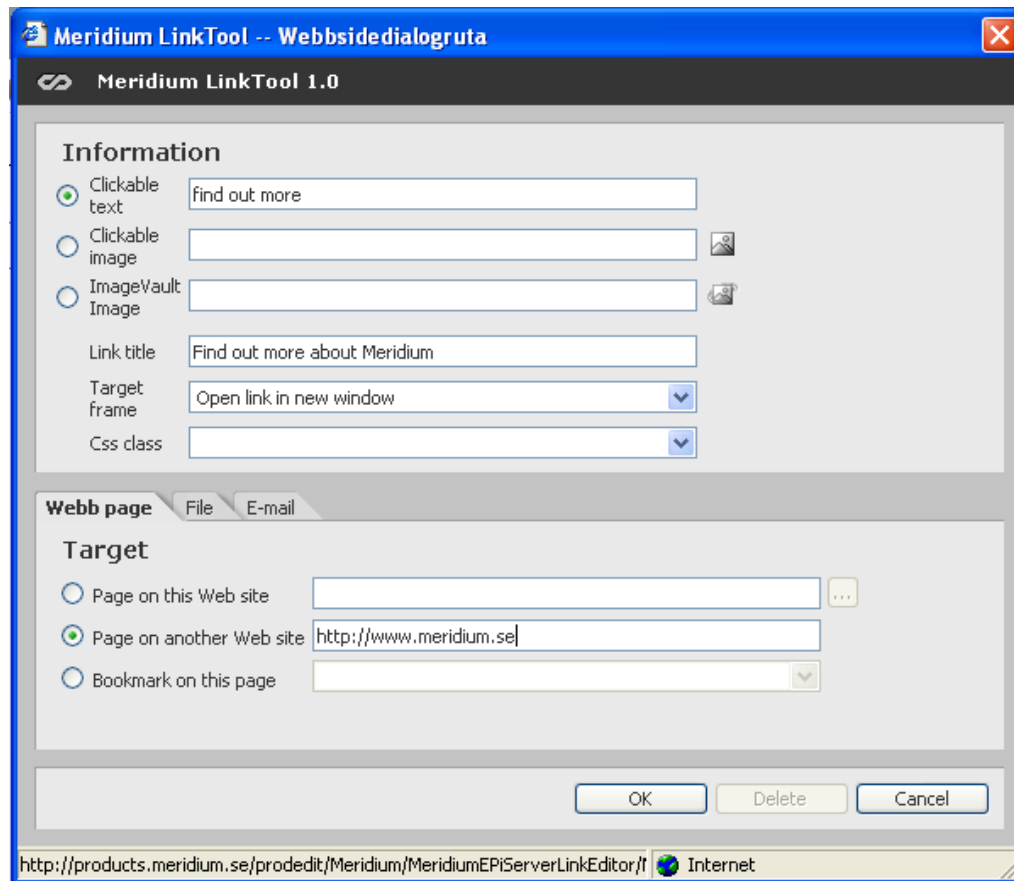 Meridium LinkTool -- Webbsidedialogruta
Meridium LinkTool 1.0
Information
Clickable
text
find out more
Clickable
image
ImageVault
Image
Link title
Find out more about Meridium
Target
frame
Open link in new window
Css class
Webb page File E-mail
Target
Page on this Web site
...
Page on another Web site http://www.meridium.se
Bookmark on this page
OK Delete Cancel
http://products.meridium.se/prodedit/Meridium/MeridiumEPiServerLinkEditor/ Internet